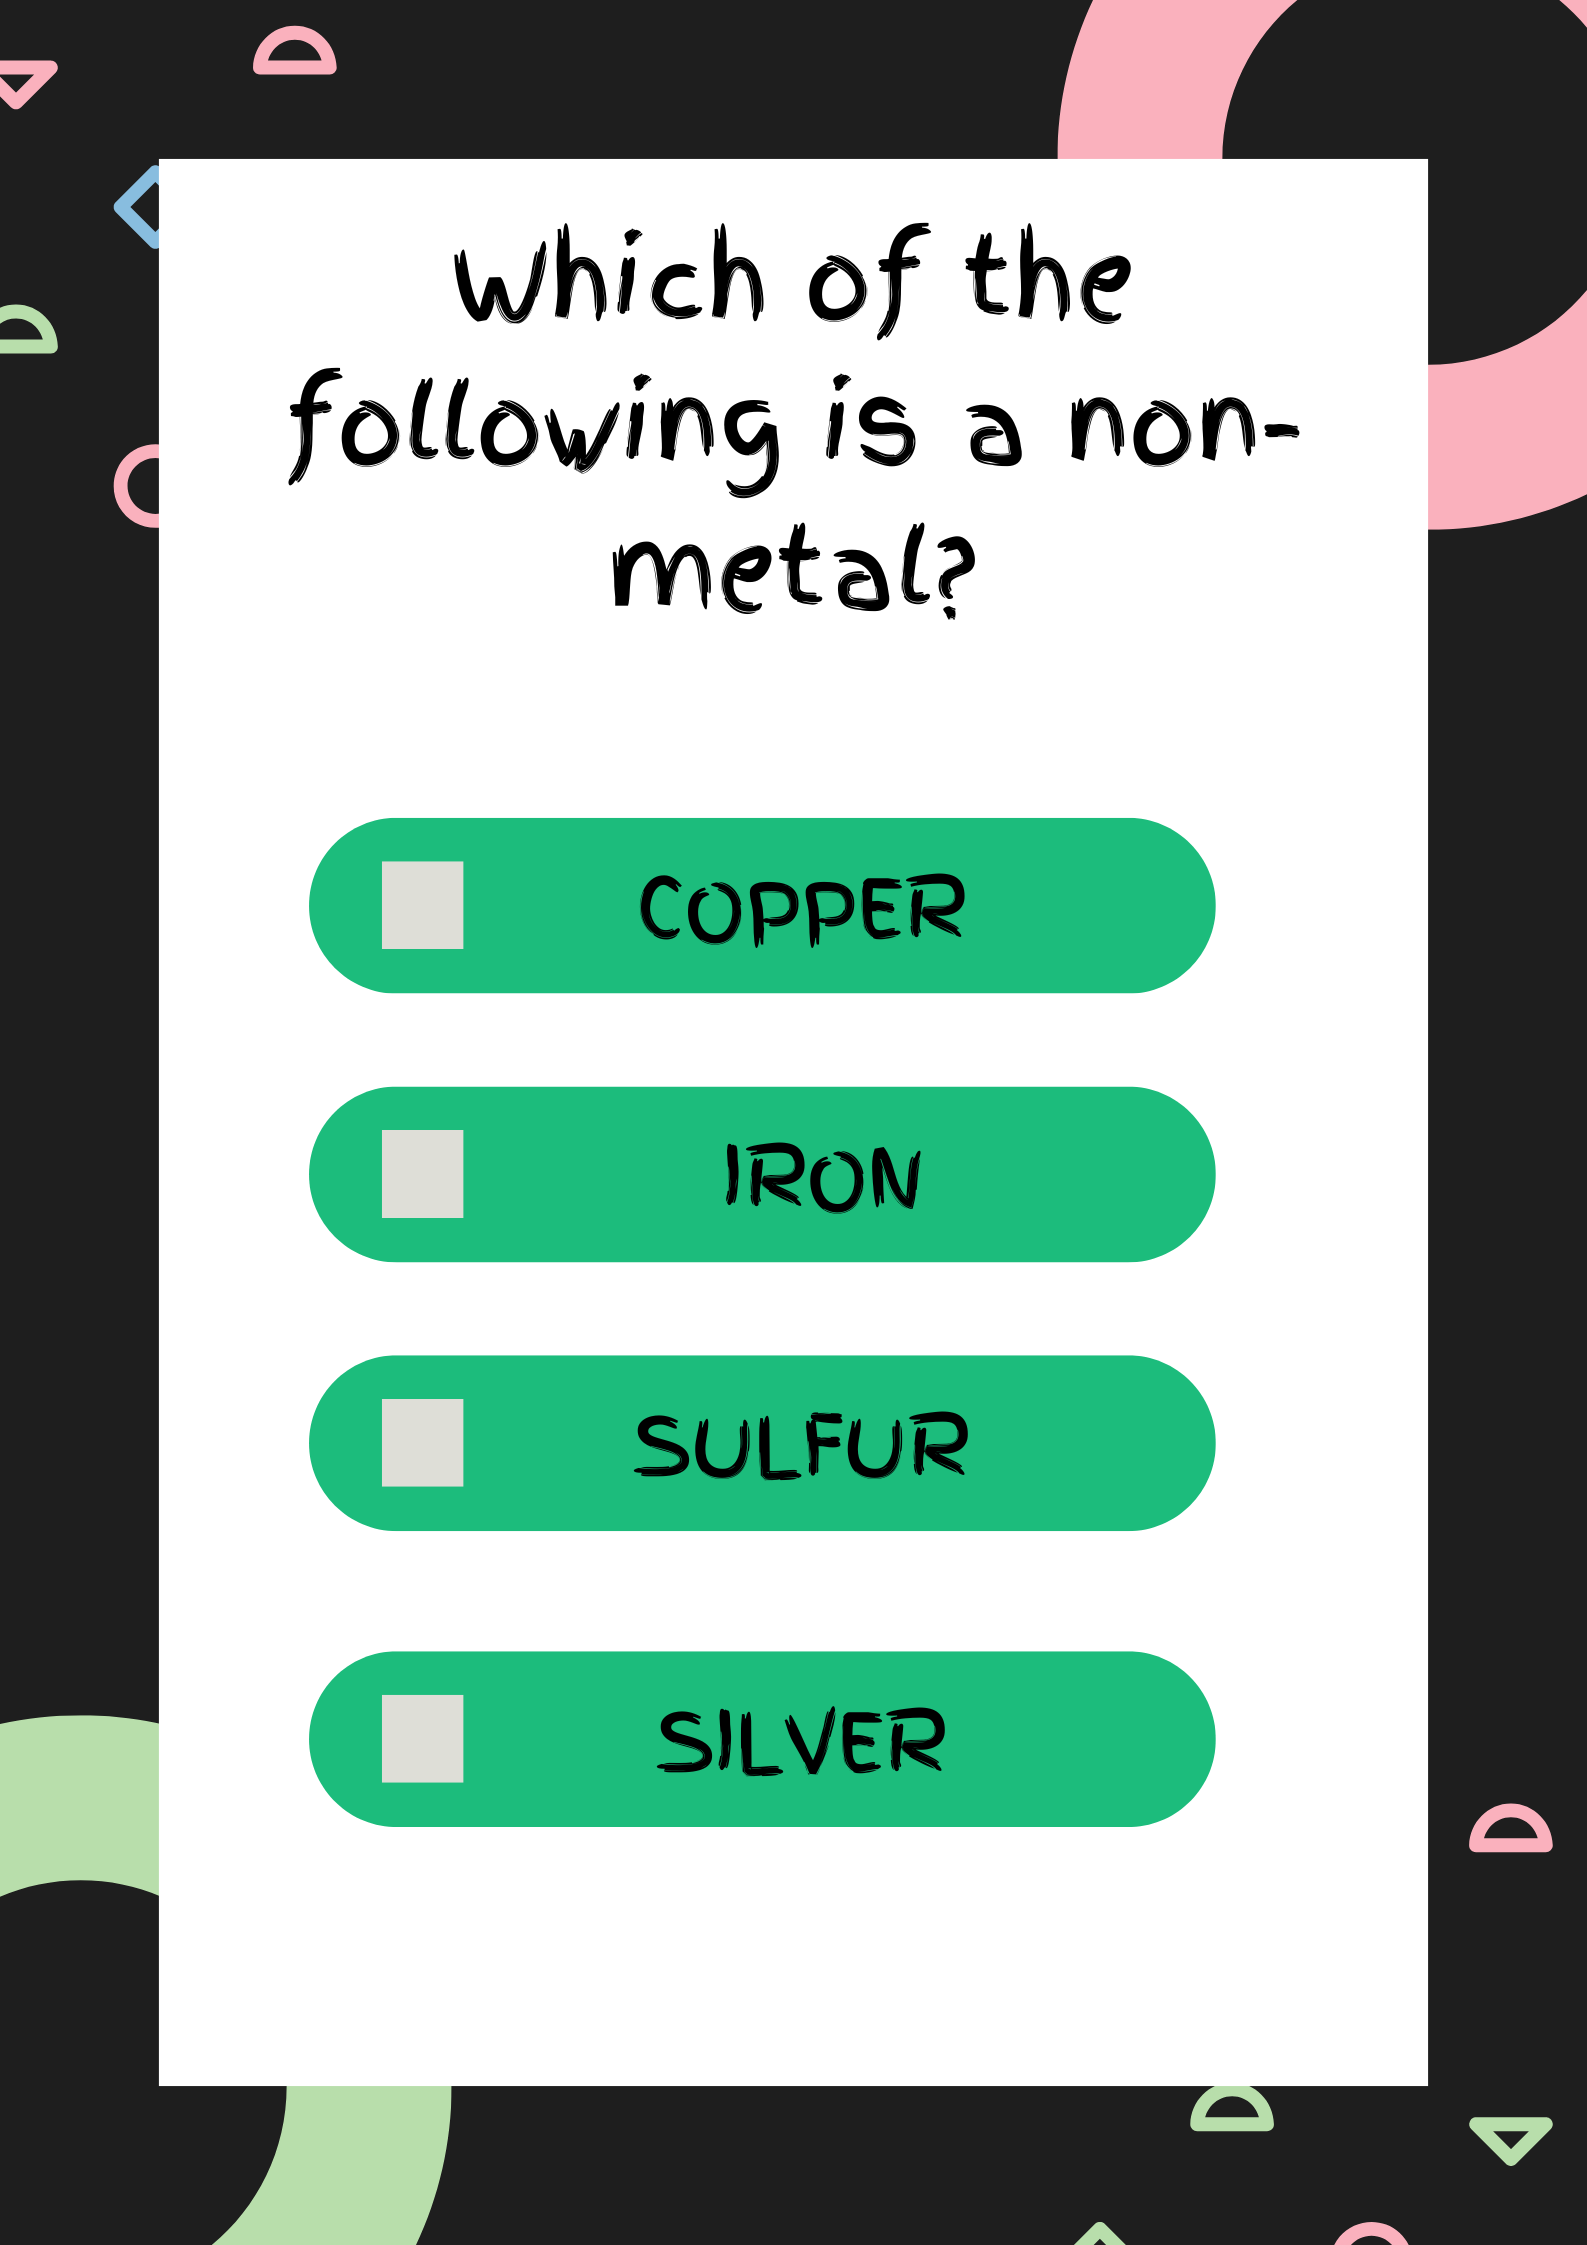 Which of the
following is a non-
metal?
COPPER
IRON
SULFUR
SILVER